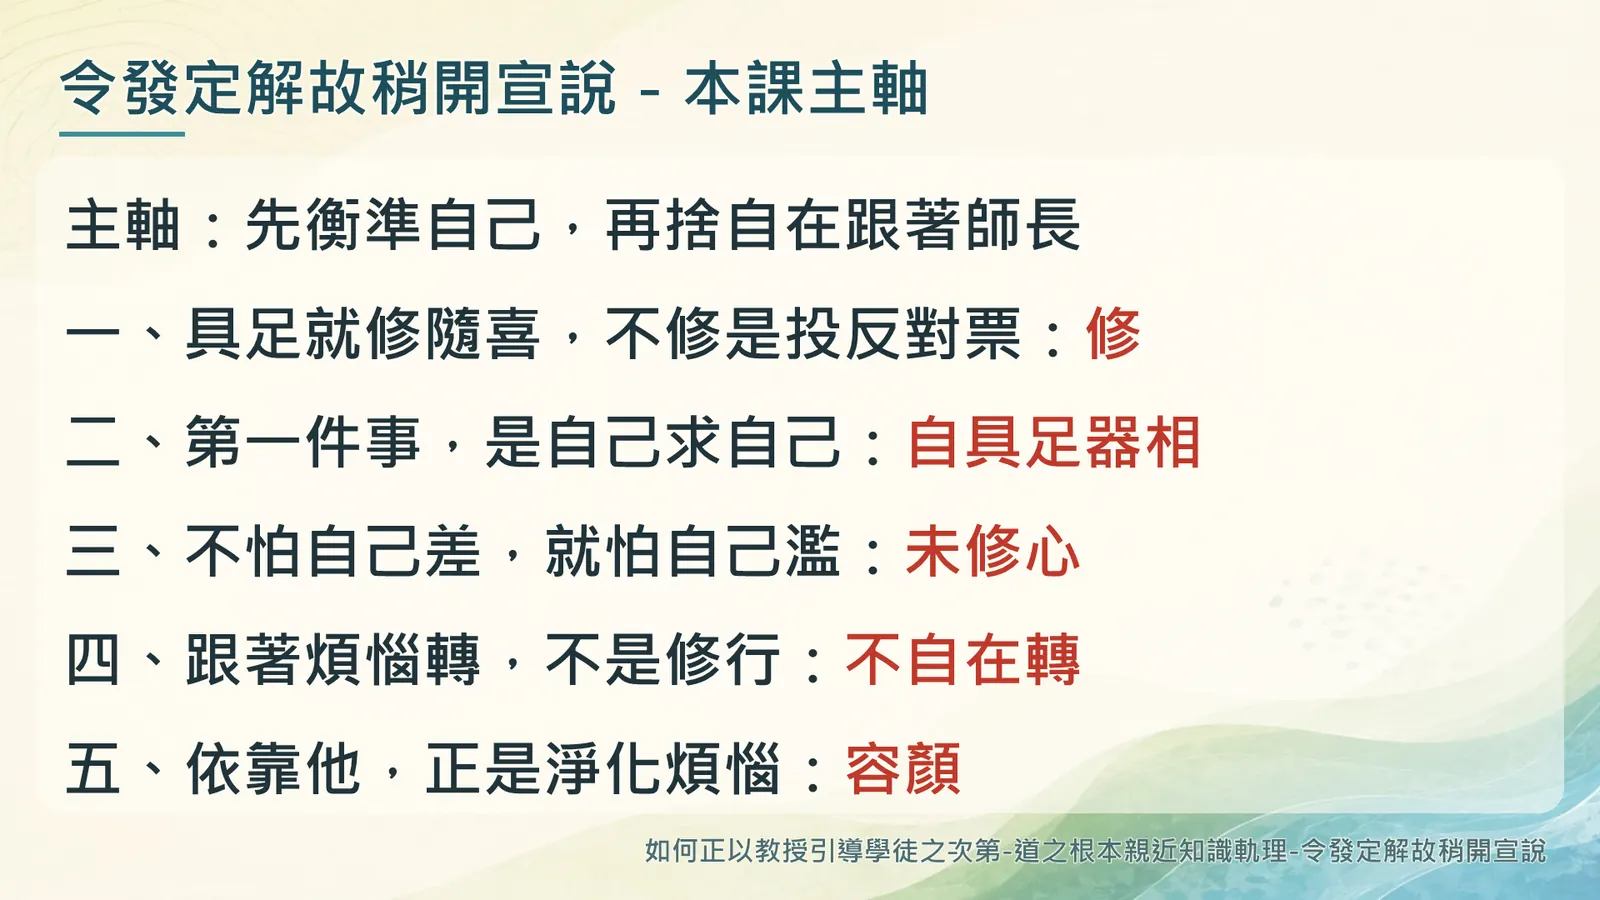 令發定解故稍開宣說 - 本課主軸
主軸：先衡準自己，再捨自在跟著師長
一、具足就修隨喜，不修是投反對票：修
二、第一件事，是自己求自己：自具足器相
三、不怕自己差，就怕自己濫：未修心
四、跟著煩惱轉，不是修行：不自在轉
五、依靠他，正是淨化煩惱：容顏
如何正以教授引導學徒之次第-道之根本親近知識軌理-令發定解故稍開宣說